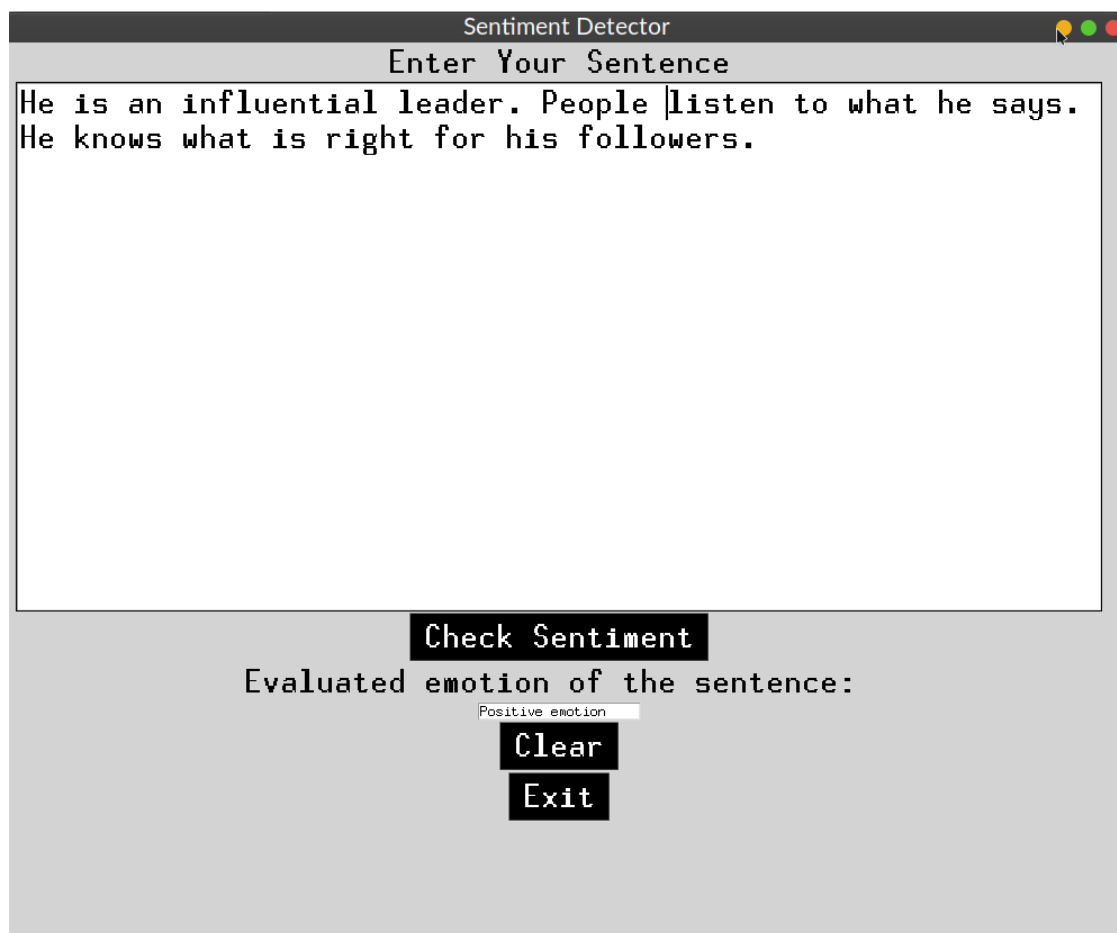 Sentiment Detector
Enter Your Sentence
He is an influential leader. People listen to what he says.
He knows what is right for his followers.
Check Sentiment
Evaluated emotion of the sentence:
Positive emotion
Clear
Exit